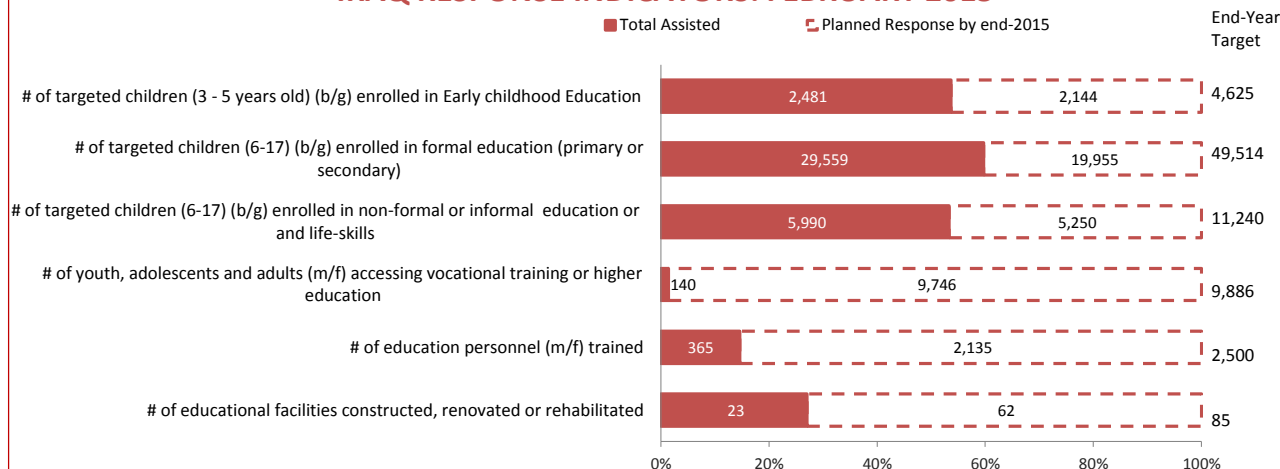 IRAQ RESPONSE INDICATORS: FEBRUARY 2015
Total Assisted
Planned Response by end-2015
End-Year
Target
# of targeted children (3 - 5 years old) (b/g) enrolled in Early childhood Education
2,481
2,144
4,625
# of targeted children (6-17) (b/g) enrolled in formal education (primary or
secondary)
29,559
19,955
49,514
# of targeted children (6-17) (b/g) enrolled in non-formal or informal education or
and life-skills
5,990
5,250
11,240
# of youth, adolescents and adults (m/f) accessing vocational training or higher
education
140
9,746
9,886
# of education personnel (m/f) trained
365
2,135
2,500
# of educational facilities constructed, renovated or rehabilitated
23
62
85
0%
20%
40%
60%
80%
100%